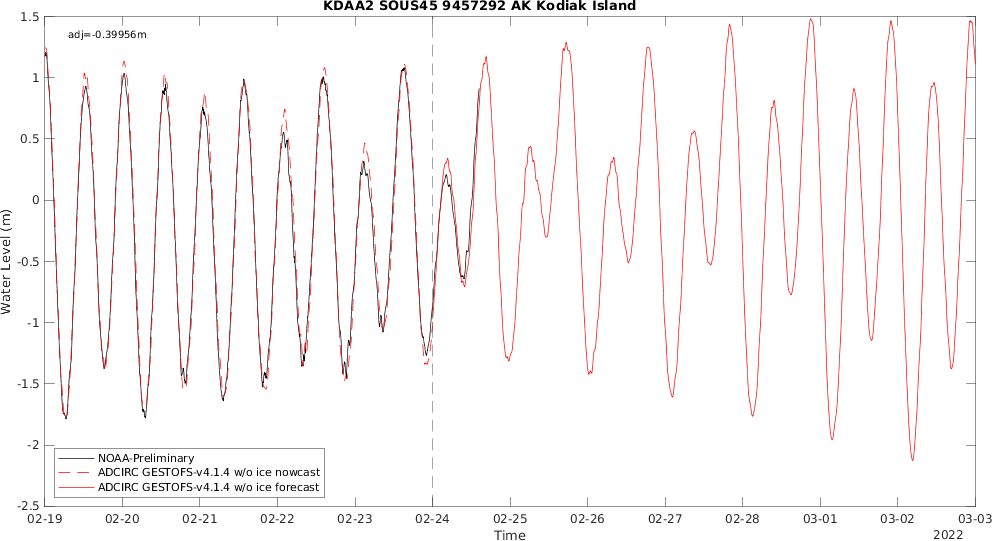 KDAA2 SOUS45 9457292 AK Kodiak Island
adj=-0.39956m
1.5
1
0.5
0
-0.5
-1
-1.5
-2
-2.5
Water Level (m)
NOAA-Preliminary
ADCIRC GESTOFS-v4.1.4 w/o ice nowcast
ADCIRC GESTOFS-v4.1.4 w/o ice forecast
02-19 02-20 02-21 02-22 02-23 02-24 02-25 02-26 02-27 02-28 03-01 03-02 03-03
Time
2022